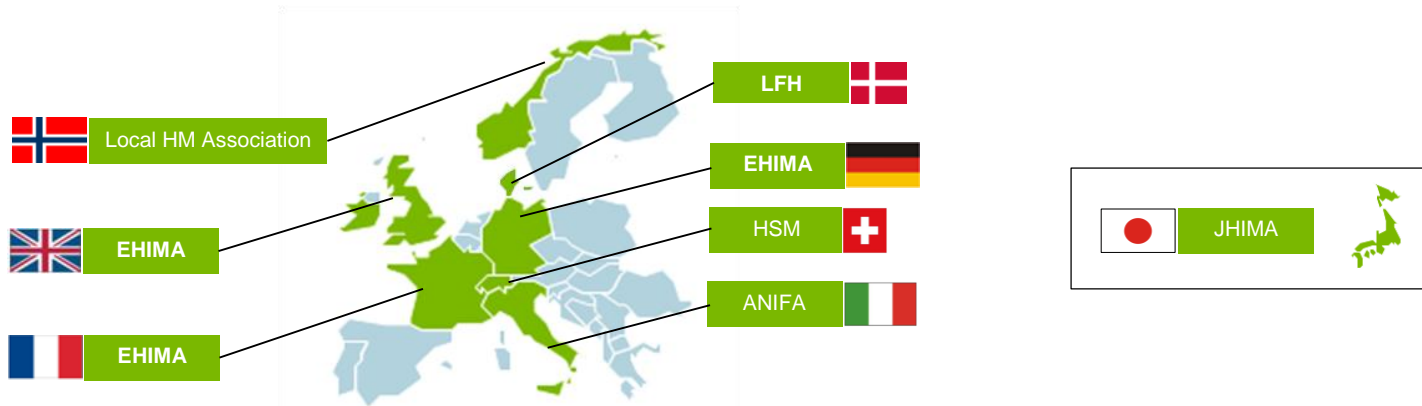 LFH
Local HM Association
EHIMA
HSM
JHIMA
EHIMA
ANIFA
EHIMA